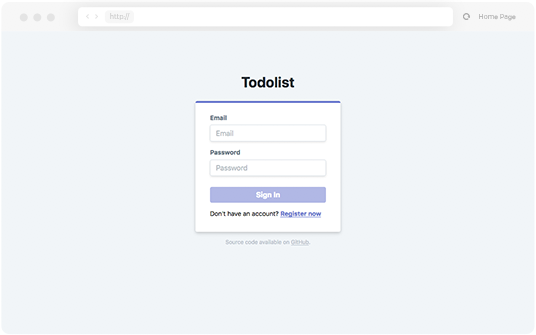 http://
Home Page
Todolist
Email
Email
Password
Password
Sign In
Don't have an account? Register now
Source code available on GitHub.